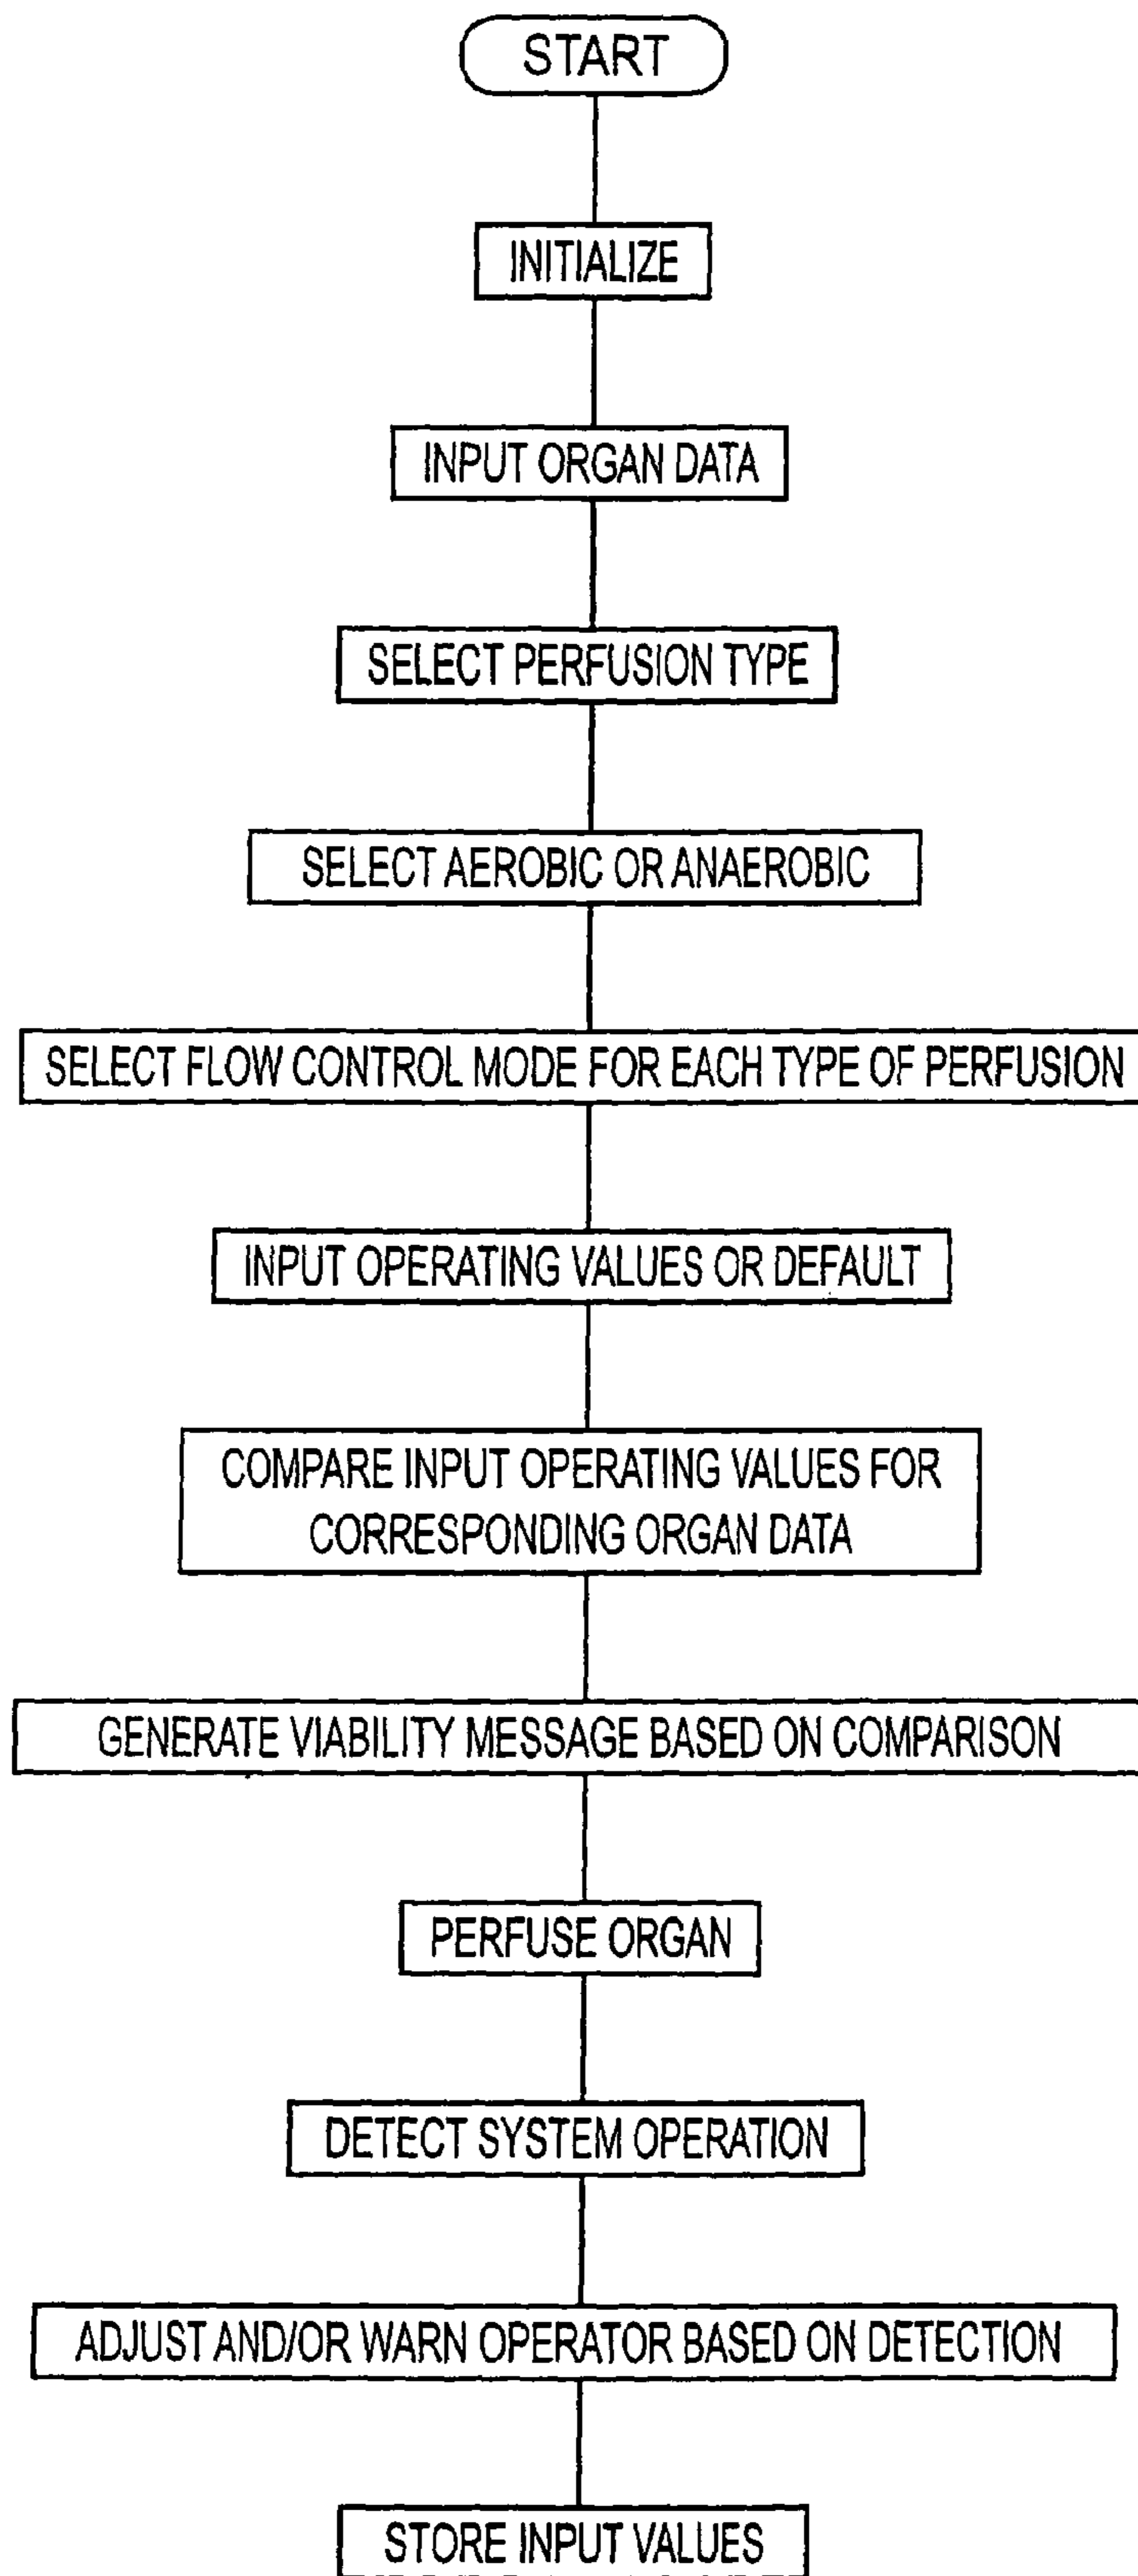 START
INITIALIZE
INPUT ORGAN DATA
SELECT PERFUSION TYPE
SELECT AEROBIC OR ANAEROBIC
SELECT FLOW CONTROL MODE FOR EACH TYPE OF PERFUSION
INPUT OPERATING VALUES OR DEFAULT
COMPARE INPUT OPERATING VALUES FOR
CORRESPONDING ORGAN DATA
GENERATE VIABILITY MESSAGE BASED ON COMPARISON
PERFUSE ORGAN
DETECT SYSTEM OPERATION
ADJUST AND/OR WARN OPERATOR BASED ON DETECTION
STORE INPUT VALUES